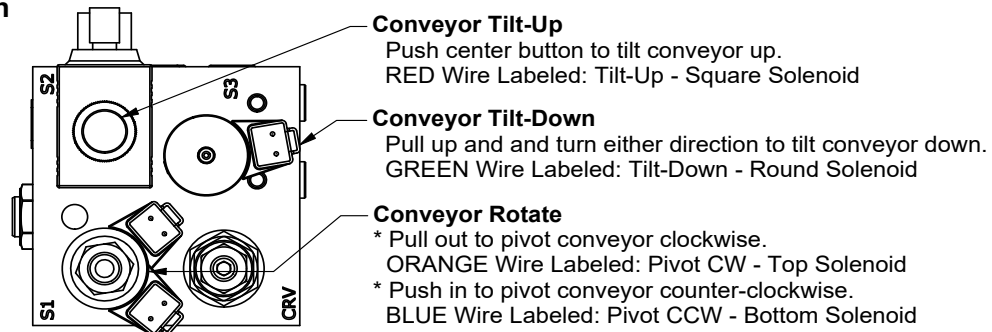 n
Conveyor Tilt-Up
Push center button to tilt conveyor up.
RED Wire Labeled: Tilt-Up - Square Solenoid
Conveyor Tilt-Down
Pull up and and turn either direction to tilt conveyor down.
GREEN Wire Labeled: Tilt-Down - Round Solenoid
Conveyor Rotate
* Pull out to pivot conveyor clockwise.
ORANGE Wire Labeled: Pivot CW - Top Solenoid
* Push in to pivot conveyor counter-clockwise.
BLUE Wire Labeled: Pivot CCW - Bottom Solenoid
S2
S3
S1
CRV